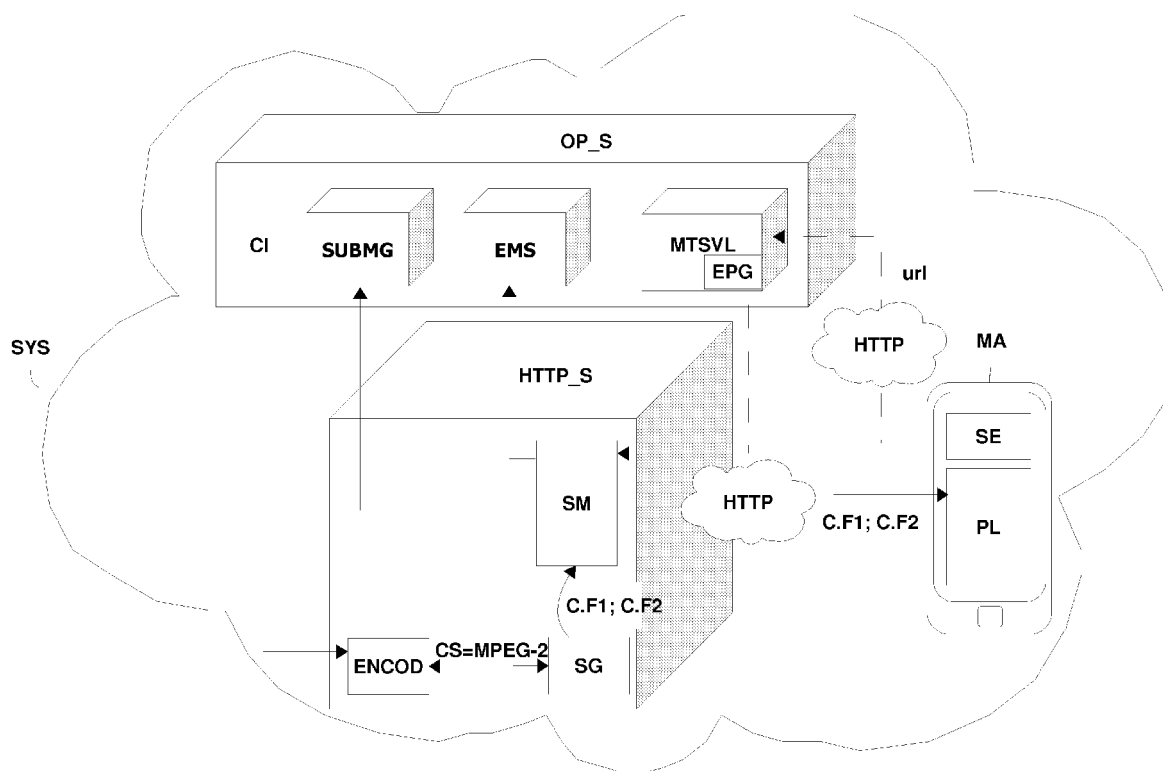 OP_S
CI
SUBMG
EMS
MTSVL
EPG
url
SYS
HTTP
MA
HTTP_S
SE
SM
HTTP
C.F1; C.F2
PL
C.F1; C.F2
ENCOD
CS=MPEG-2
SG